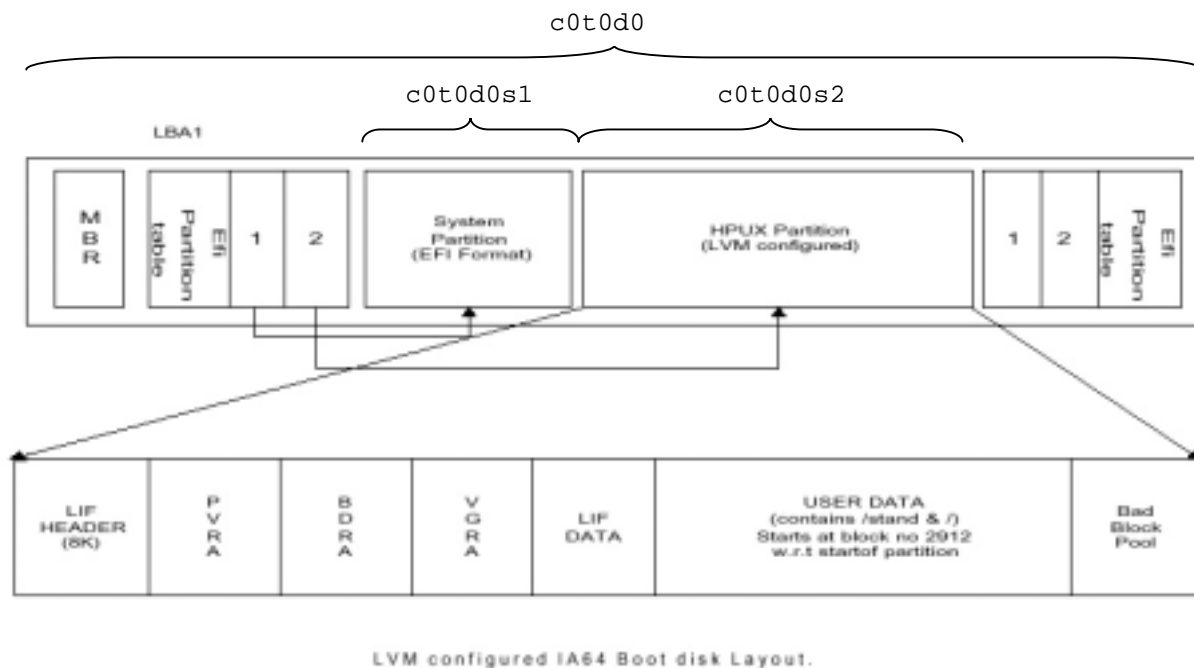 c0t0d0
c0t0d0s1
c0t0d0s2
LBA1
M
B
R
Efi
Partition
table
1
2
System
Partition
(EFI Format)
HPUX Partition
(LVM configured)
1
2
Efi
Partition
table
LIF
HEADER
(8K)
P
V
R
A
B
D
R
A
V
G
R
A
LIF
DATA
USER DATA
(contains /stand & /)
Starts at block no 2912
w.r.t startof partition
Bad
Block
Pool
LVM configured IA64 Boot disk Layout.